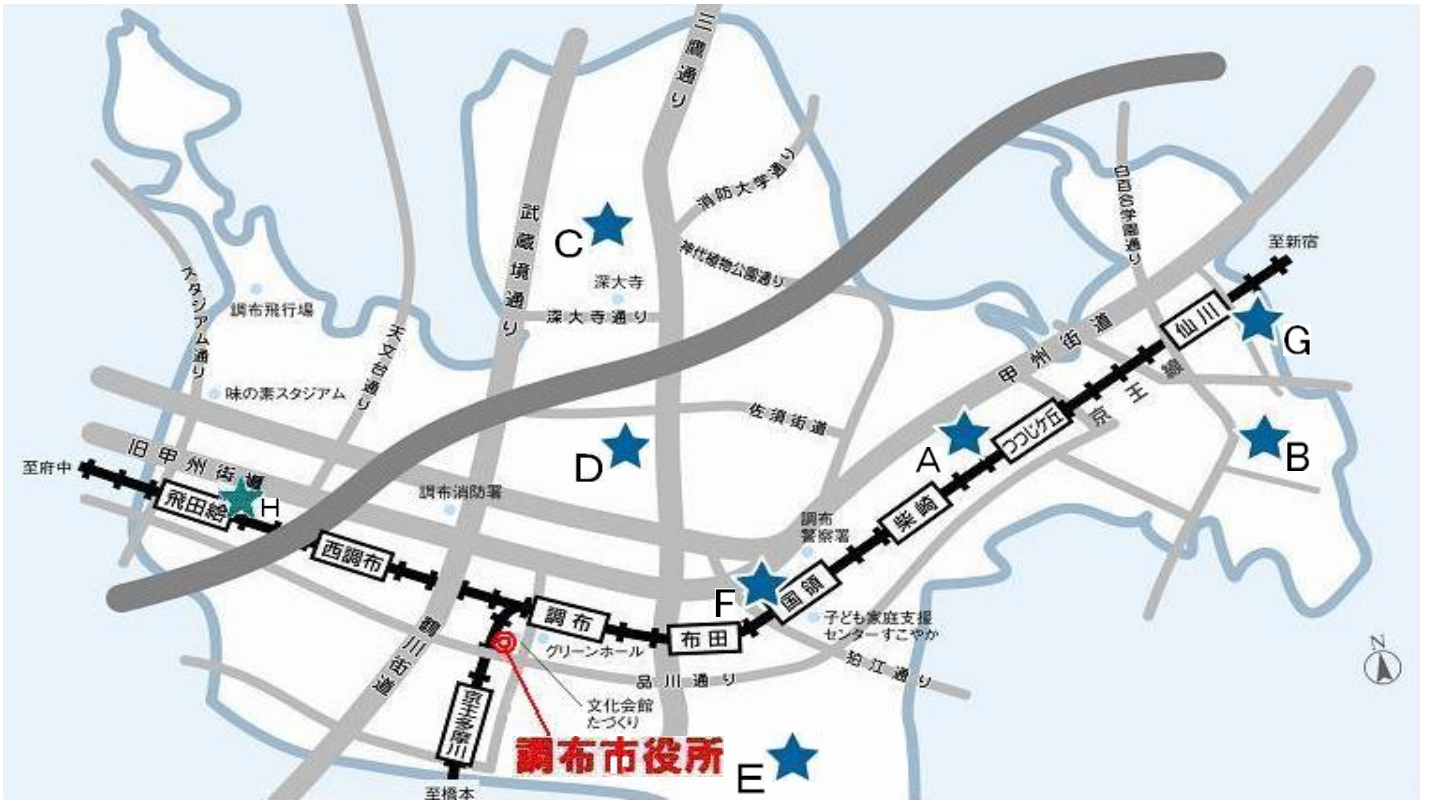 三鷹通り
消防大学通り
武蔵境通り
白百合学園通り
C
神代植物公園通り
至新宿
深大寺
スタジアム通り
調布飛行場
深大寺通り
仙川
G
天文台通り
甲州街道
京王線
味の素スタジアム
佐須街道
つつじケ丘
A
B
旧甲州街道
至府中
D
飛田給
H
調布消防署
柴崎
調布
警察署
西調布
国領
F
調布
布田
子ども家庭支援
センターすこやか
グリーンホール
鶴川街道
狛江通り
品川通り
N
文化会館
たづくり
京王多摩川
調布市役所
E
至橋本